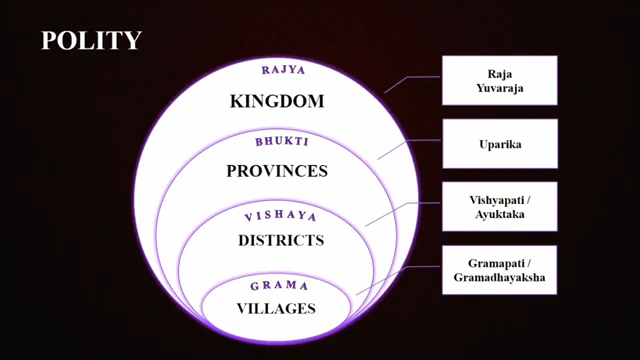 POLITY
RAJYA
KINGDOM
BHUKTI
PROVINCES
VISHAYA
DISTRICTS
GRAMA
VILLAGES
Raja
Yuvaraja
Uparika
Vishyapati /
Ayuktaka
Gramapati /
Gramadhayaksha